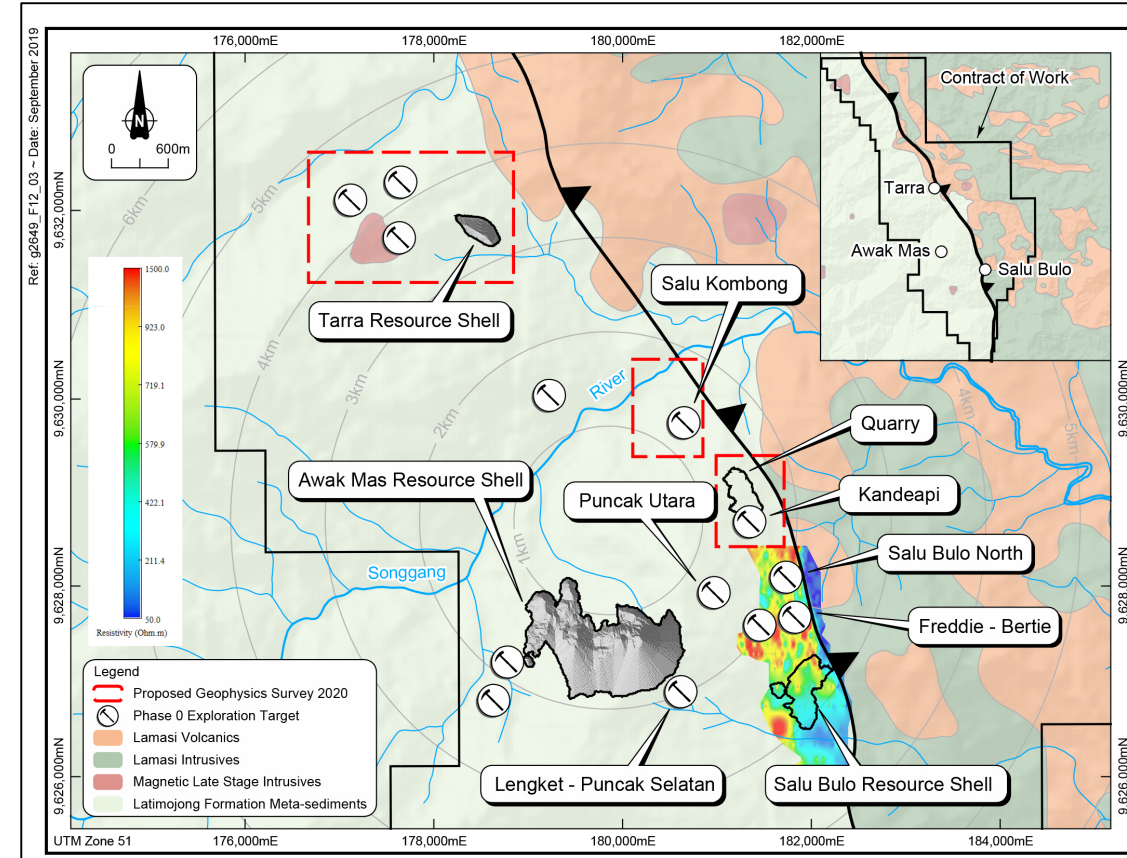 Ref: g2649_F12_03 ~ Date: September 2019
176,000mE
178,000mE
180,000mE
182,000mE
N
0 600m
6km
5km
Contract of Work
Tarra
Awak Mas
Salu Bulo
9,632,000mN
1500.0
923.0
719.1
579.9
422.1
211.4
50.0
Resistivity (Ohm.m)
Tarra Resource Shell
Salu Kombong
4km
3km
2km
1km
River
9,630,000mN
9,630,000mN
4km
5km
Quarry
Awak Mas Resource Shell
Puncak Utara
Kandeapi
Salu Bulo North
Songgang
9,628,000mN
9,628,000mN
Freddie - Bertie
Legend
Proposed Geophysics Survey 2020
Phase 0 Exploration Target
Lamasi Volcanics
Lamasi Intrusives
Magnetic Late Stage Intrusives
Latimojong Formation Meta-sediments
Lengket - Puncak Selatan
Salu Bulo Resource Shell
9,626,000mN
9,626,000mN
UTM Zone 51
176,000mE
178,000mE
180,000mE
182,000mE
184,000mE